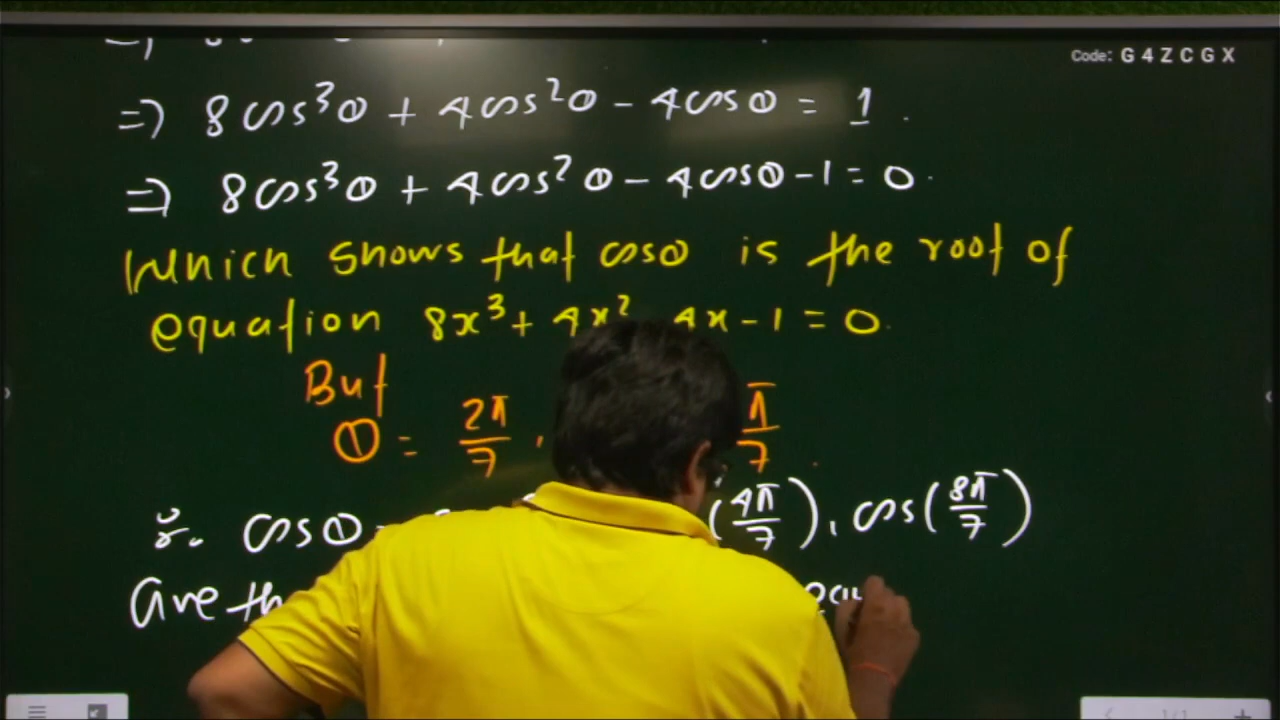 Code: G4ZCGX
=> 8cos³θ + 4cos²θ - 4cosθ = 1.
=> 8cos³θ + 4cos²θ - 4cosθ - 1 = 0.
Which shows that cosθ is the root of
equation 8x³ + 4x² 4x - 1 = 0.
But
θ = 2π/7, π/7.
cosθ (4π/7), cos(8π/7)
are